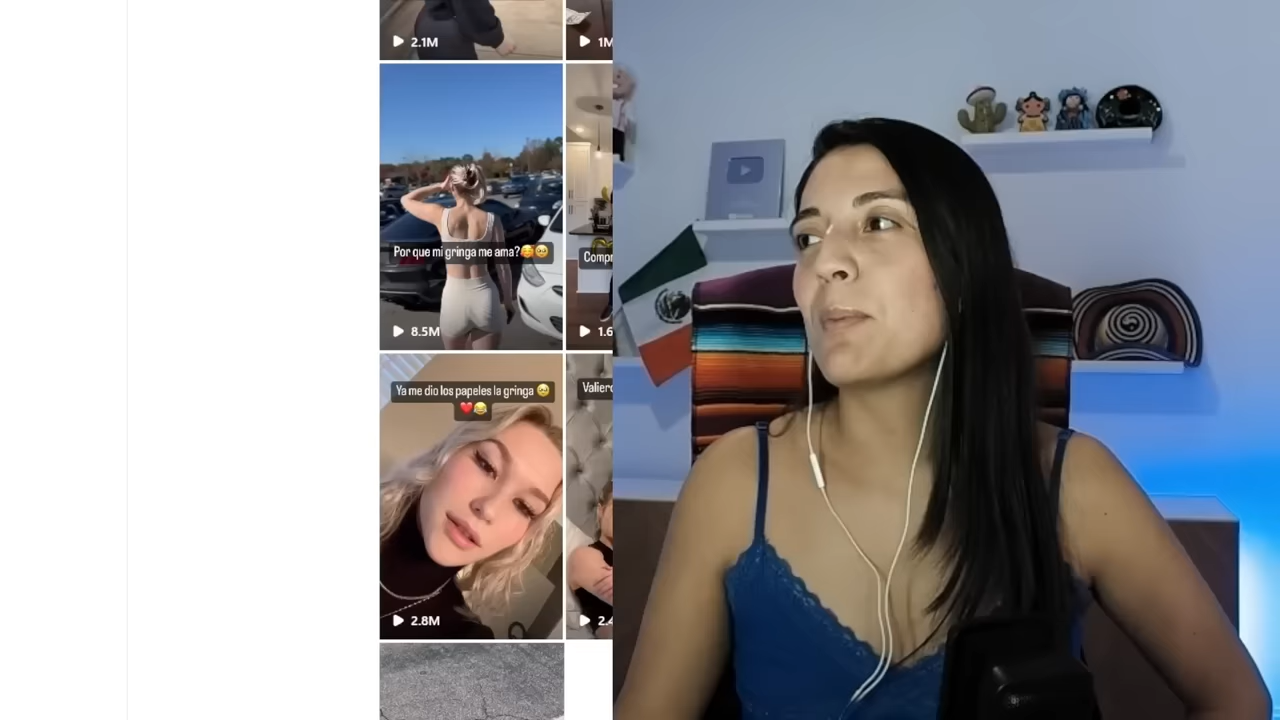 2.1M
1M
Por que mi gringa me ama?🥰🥹
8.5M
Compr
1.6
Ya me dio los papeles la gringa 🥹
❤️😂
Valiero
2.8M
2.4